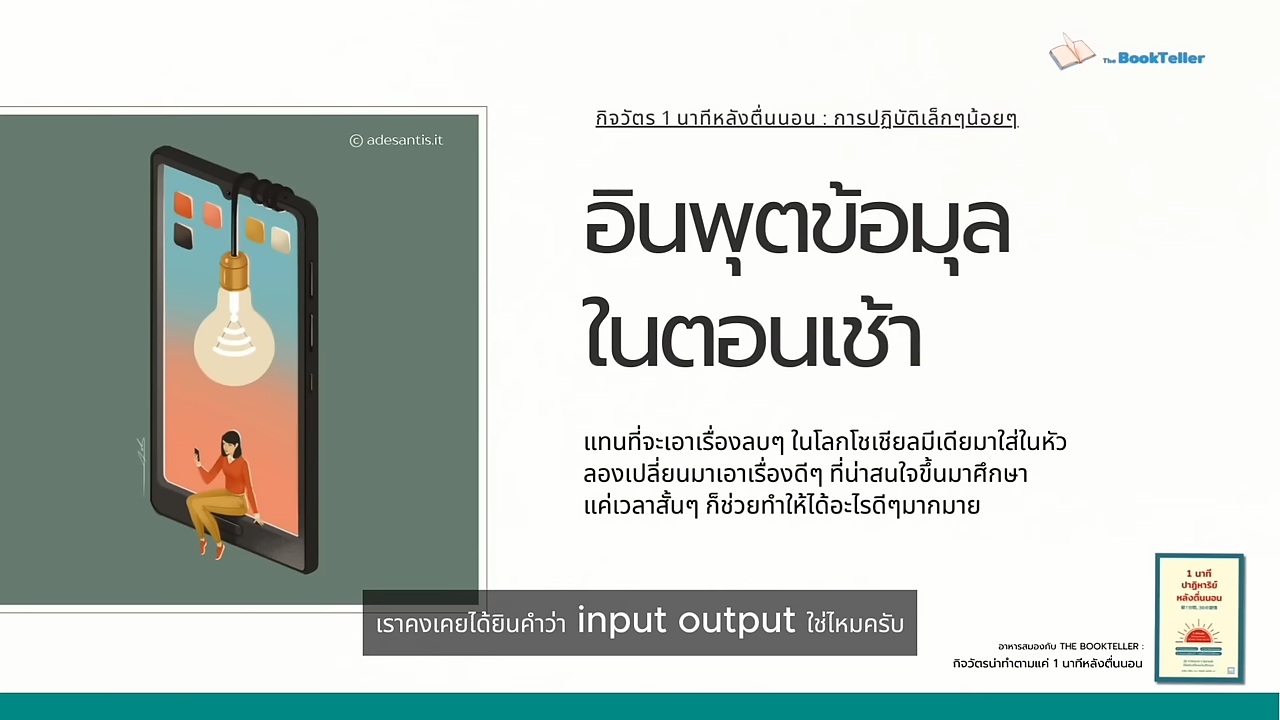 The BookTeller
กิจวัตร 1 นาทีหลังตื่นนอน : การปฏิบัติเล็กๆน้อยๆ
© adesantis.it
อินพุตข้อมุล
ในตอนเช้า
แทนที่จะเอาเรื่องลบๆ ในโลกโซเชียลมีเดียมาใส่ในหัว
ลองเปลี่ยนมาเอาเรื่องดีๆ ที่น่าสนใจขึ้นมาศึกษา
แค่เวลาสั้นๆ ก็ช่วยทำให้ได้อะไรดีๆมากมาย
เราคงเคยได้ยินคำว่า input output ใช่ไหมครับ
อาหารสมองกับ THE BOOKTELLER :
กิจวัตรน่าทำตามแค่ 1 นาทีหลังตื่นนอน
1 นาที
ปาฏิหาริย์
หลังตื่นนอน